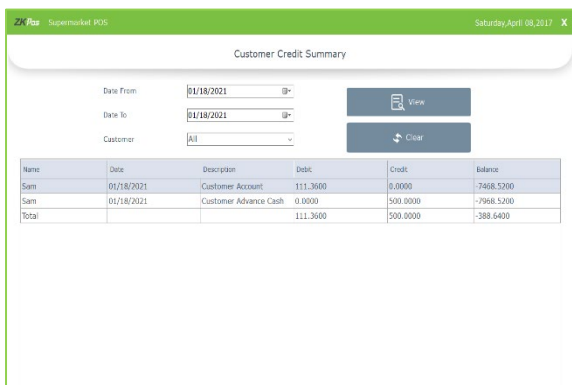 ZKPos Supermarket POS Saturday,April 08,2017 X
Customer Credit Summary
Date From 01/18/2021
View
Date To 01/18/2021
Customer All
Clear
Name Date Description Debit Credit Balance
Sam 01/18/2021 Customer Account 111.3600 0.0000 -7468.5200
Sam 01/18/2021 Customer Advance Cash 0.0000 500.0000 -7968.5200
Total 111.3600 500.0000 -388.6400